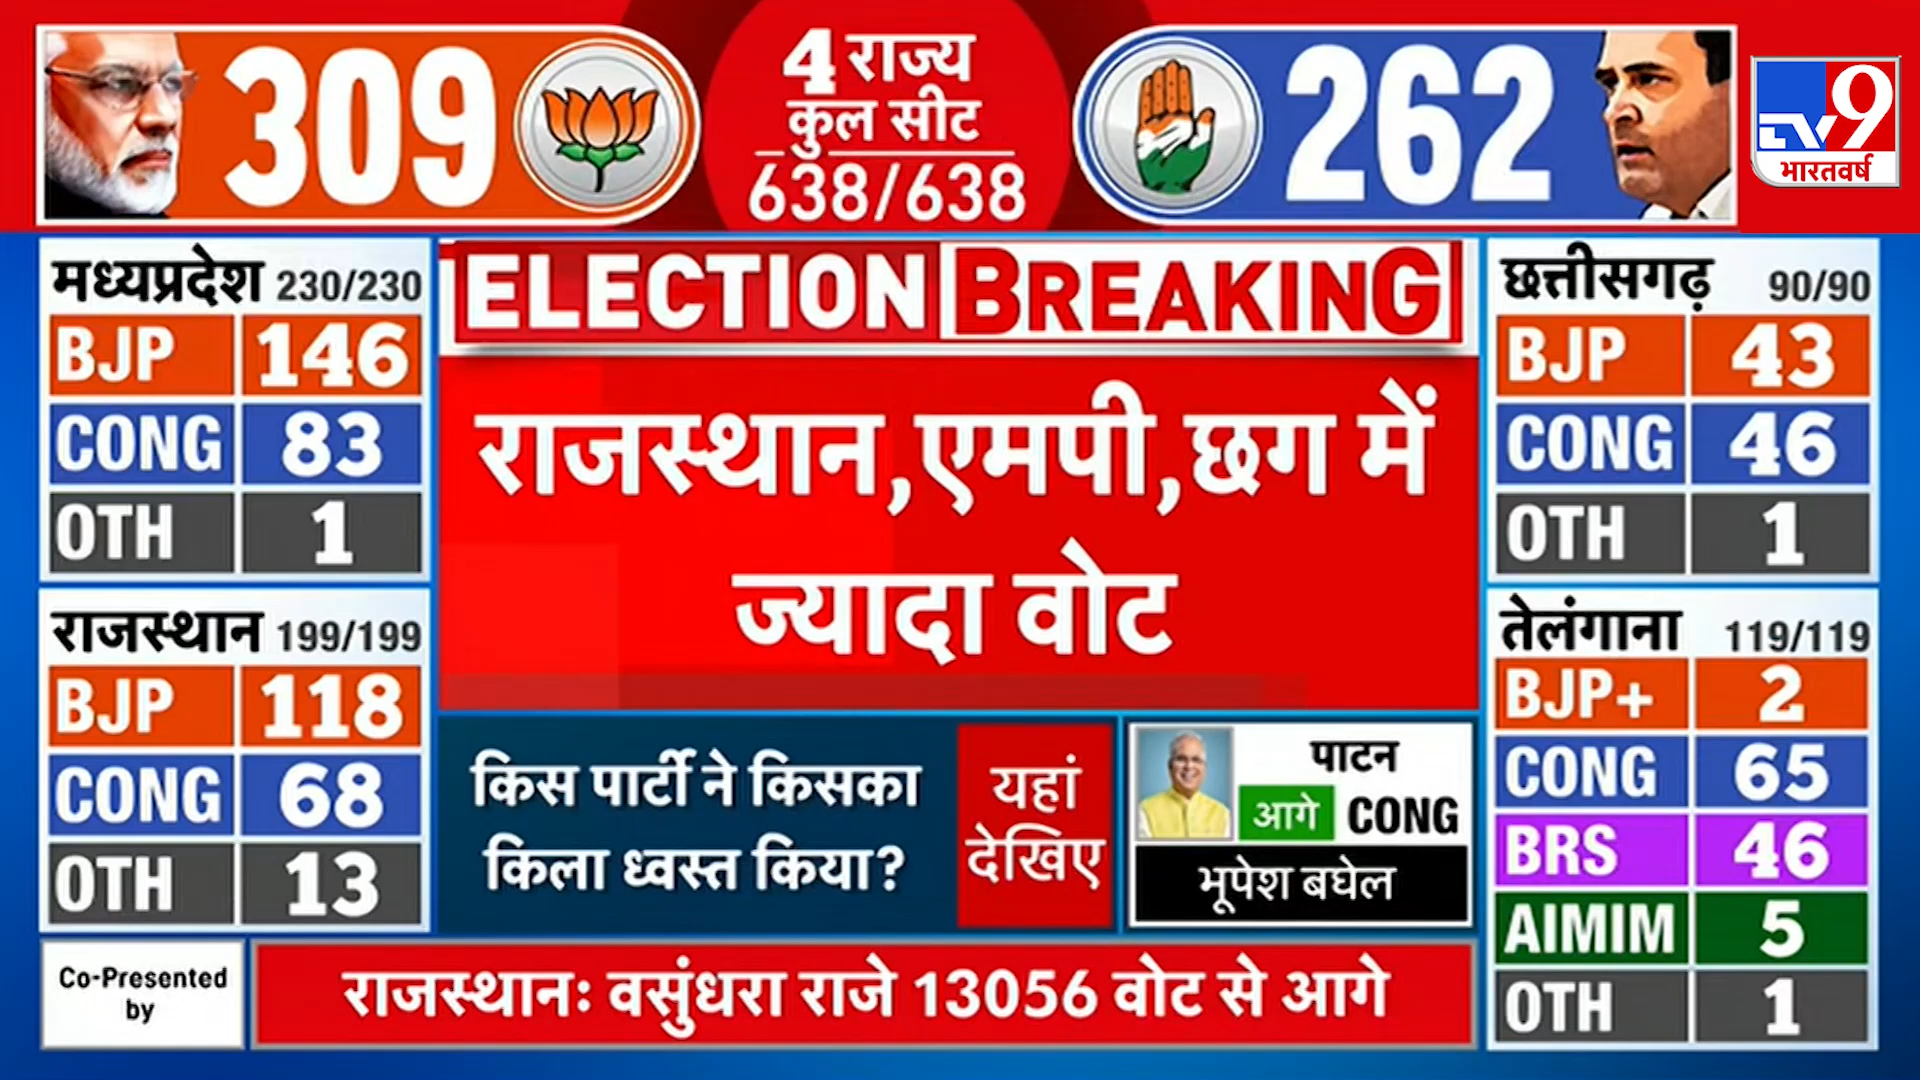 309
4 राज्य
कुल सीट
638/638
262
TV9
भारतवर्ष
मध्यप्रदेश 230/230
BJP 146
CONG 83
OTH 1
राजस्थान 199/199
BJP 118
CONG 68
OTH 13
ELECTION BREAKING
राजस्थान,एमपी,छग में
ज्यादा वोट
किस पार्टी ने किसका
किला ध्वस्त किया?
यहां
देखिए
पाटन
आगे CONG
भूपेश बघेल
छत्तीसगढ़ 90/90
BJP 43
CONG 46
OTH 1
तेलंगाना 119/119
BJP+ 2
CONG 65
BRS 46
AIMIM 5
OTH 1
Co-Presented
by
राजस्थानः वसुंधरा राजे 13056 वोट से आगे